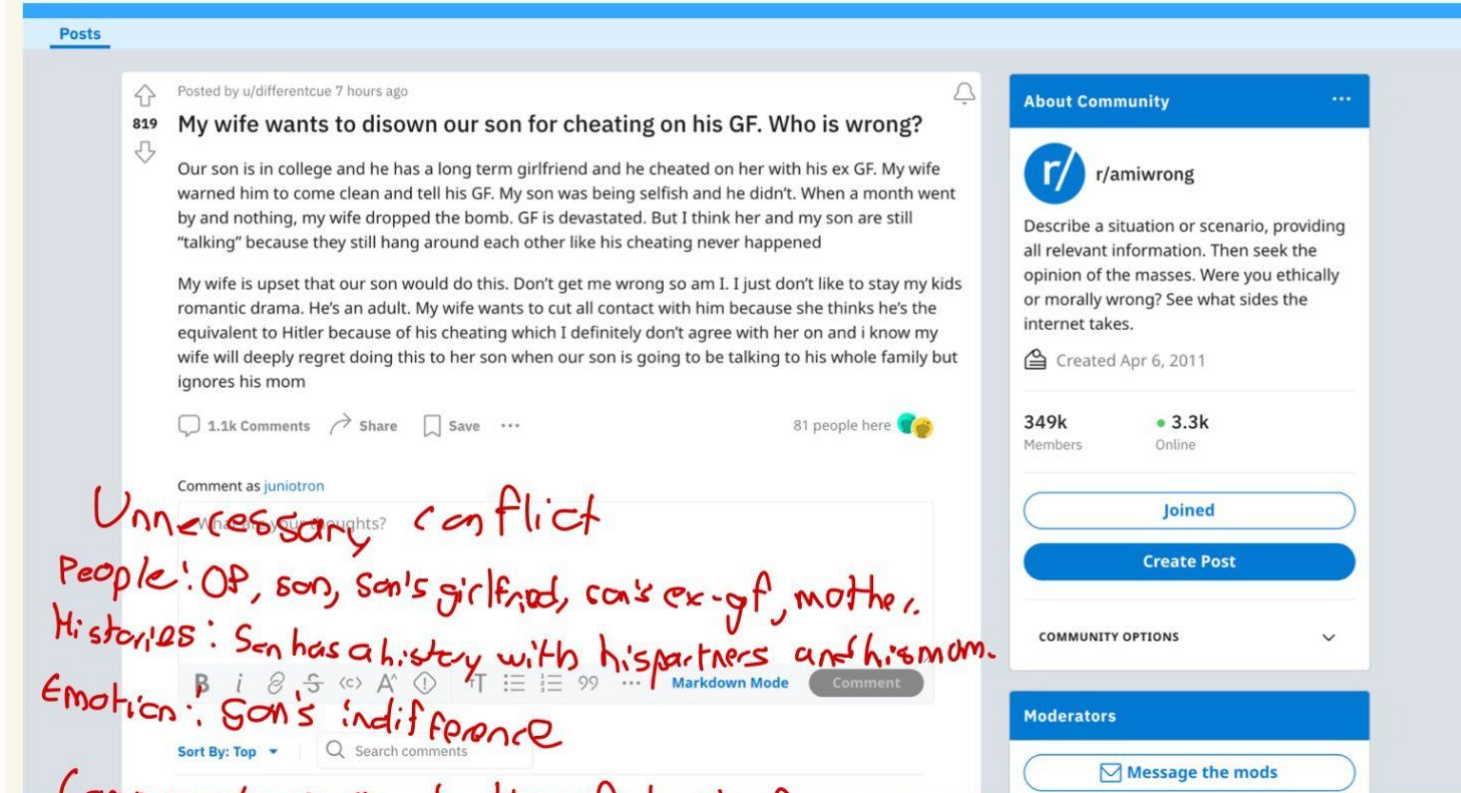 Posts
Posted by u/differentcue 7 hours ago
819
My wife wants to disown our son for cheating on his GF. Who is wrong?
Our son is in college and he has a long term girlfriend and he cheated on her with his ex GF. My wife
warned him to come clean and tell his GF. My son was being selfish and he didn't. When a month went
by and nothing, my wife dropped the bomb. GF is devastated. But I think her and my son are still
"talking" because they still hang around each other like his cheating never happened
My wife is upset that our son would do this. Don't get me wrong so am I. I just don't like to stay my kids
romantic drama. He's an adult. My wife wants to cut all contact with him because she thinks he's the
equivalent to Hitler because of his cheating which I definitely don't agree with her on and i know my
wife will deeply regret doing this to her son when our son is going to be talking to his whole family but
ignores his mom
1.1k Comments Share Save ...
81 people here
Comment as juniotron
What are your thoughts?
Unnecessary conflict
People: OP, son, son's girlfriend, son's ex-gf, mother.
Histories: Son has a history with his partners and his mom.
B i S <c> A^ T 99 ... Markdown Mode Comment
Emotion: Son's indifference
Sort By: Top
Search comments
About Community
...
r/
r/amiwrong
Describe a situation or scenario, providing
all relevant information. Then seek the
opinion of the masses. Were you ethically
or morally wrong? See what sides the
internet takes.
Created Apr 6, 2011
349k 3.3k
Members Online
Joined
Create Post
COMMUNITY OPTIONS
Moderators
Message the mods